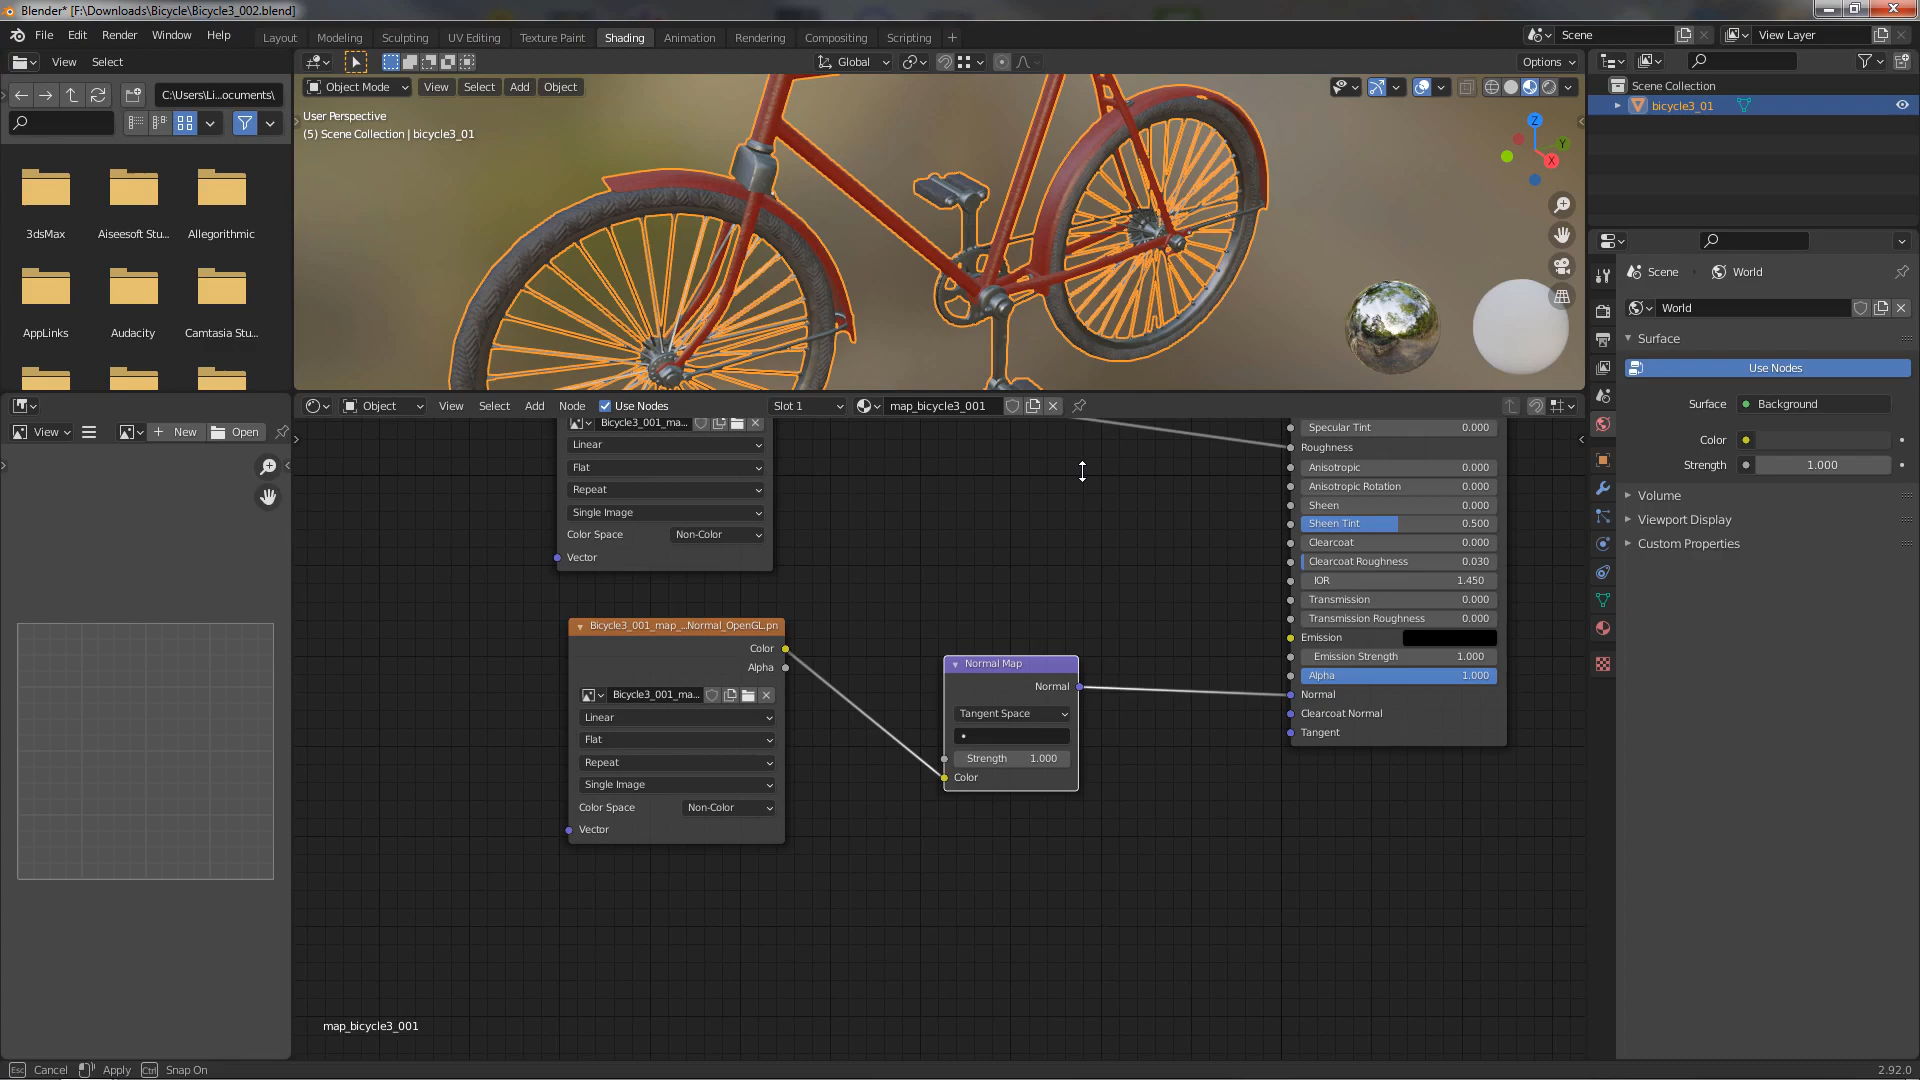 Blender* [F:\Downloads\Bicycle\Bicycle3_002.blend]
File Edit Render Window Help
Layout Modeling Sculpting UV Editing Texture Paint Shading Animation Rendering Compositing Scripting
Scene
View Layer
View Select
Global
Options
C:\Users\Li...ocuments\
Object Mode View Select Add Object
Scene Collection
bicycle3_01
User Perspective
(5) Scene Collection | bicycle3_01
Z
Y
X
3dsMax Aiseesoft Stu... Allegorithmic
AppLinks Audacity Camtasia Stu...
Scene World
World
Surface
Use Nodes
Surface Background
Color
Strength 1.000
Volume
Viewport Display
Custom Properties
Object View Select Add Node Use Nodes Slot 1 map_bicycle3_001
View New Open
Bicycle3_001_ma...
Linear
Flat
Repeat
Single Image
Color Space Non-Color
Vector
Specular Tint 0.000
Roughness
Anisotropic 0.000
Anisotropic Rotation 0.000
Sheen 0.000
Sheen Tint 0.500
Clearcoat 0.000
Clearcoat Roughness 0.030
IOR 1.450
Transmission 0.000
Transmission Roughness 0.000
Emission
Emission Strength 1.000
Alpha 1.000
Normal
Clearcoat Normal
Tangent
Bicycle3_001_map_...Normal_OpenGL.pn
Color
Alpha
Bicycle3_001_ma...
Linear
Flat
Repeat
Single Image
Color Space Non-Color
Vector
Normal Map
Normal
Tangent Space
Strength 1.000
Color
map_bicycle3_001
Esc Cancel Apply Ctrl Snap On
2.92.0